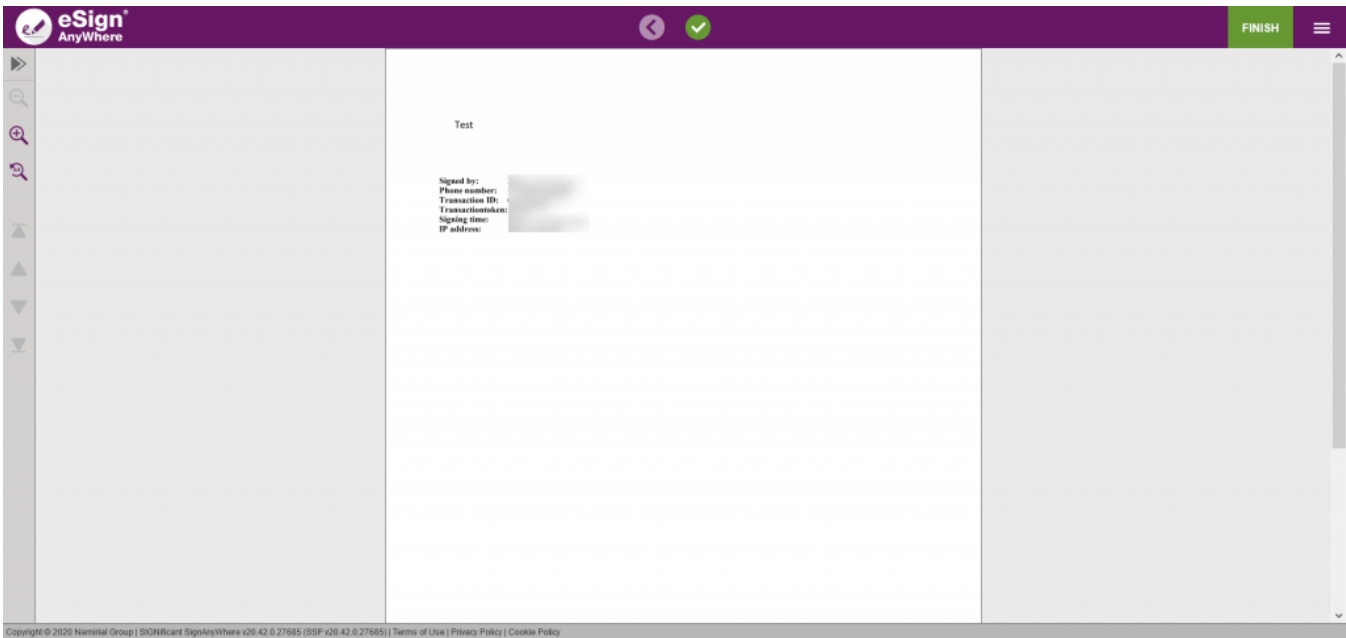 eSign®
AnyWhere
FINISH
Test
Signed by:
Phone number:
Transaction ID:
Transactiontoken:
Signing time:
IP address:
Copyright © 2020 Namirial Group | SIGNificant SignAnyWhere v20.42.0.27685 (SSP v20.42.0.27685) | Terms of Use | Privacy Policy | Cookie Policy